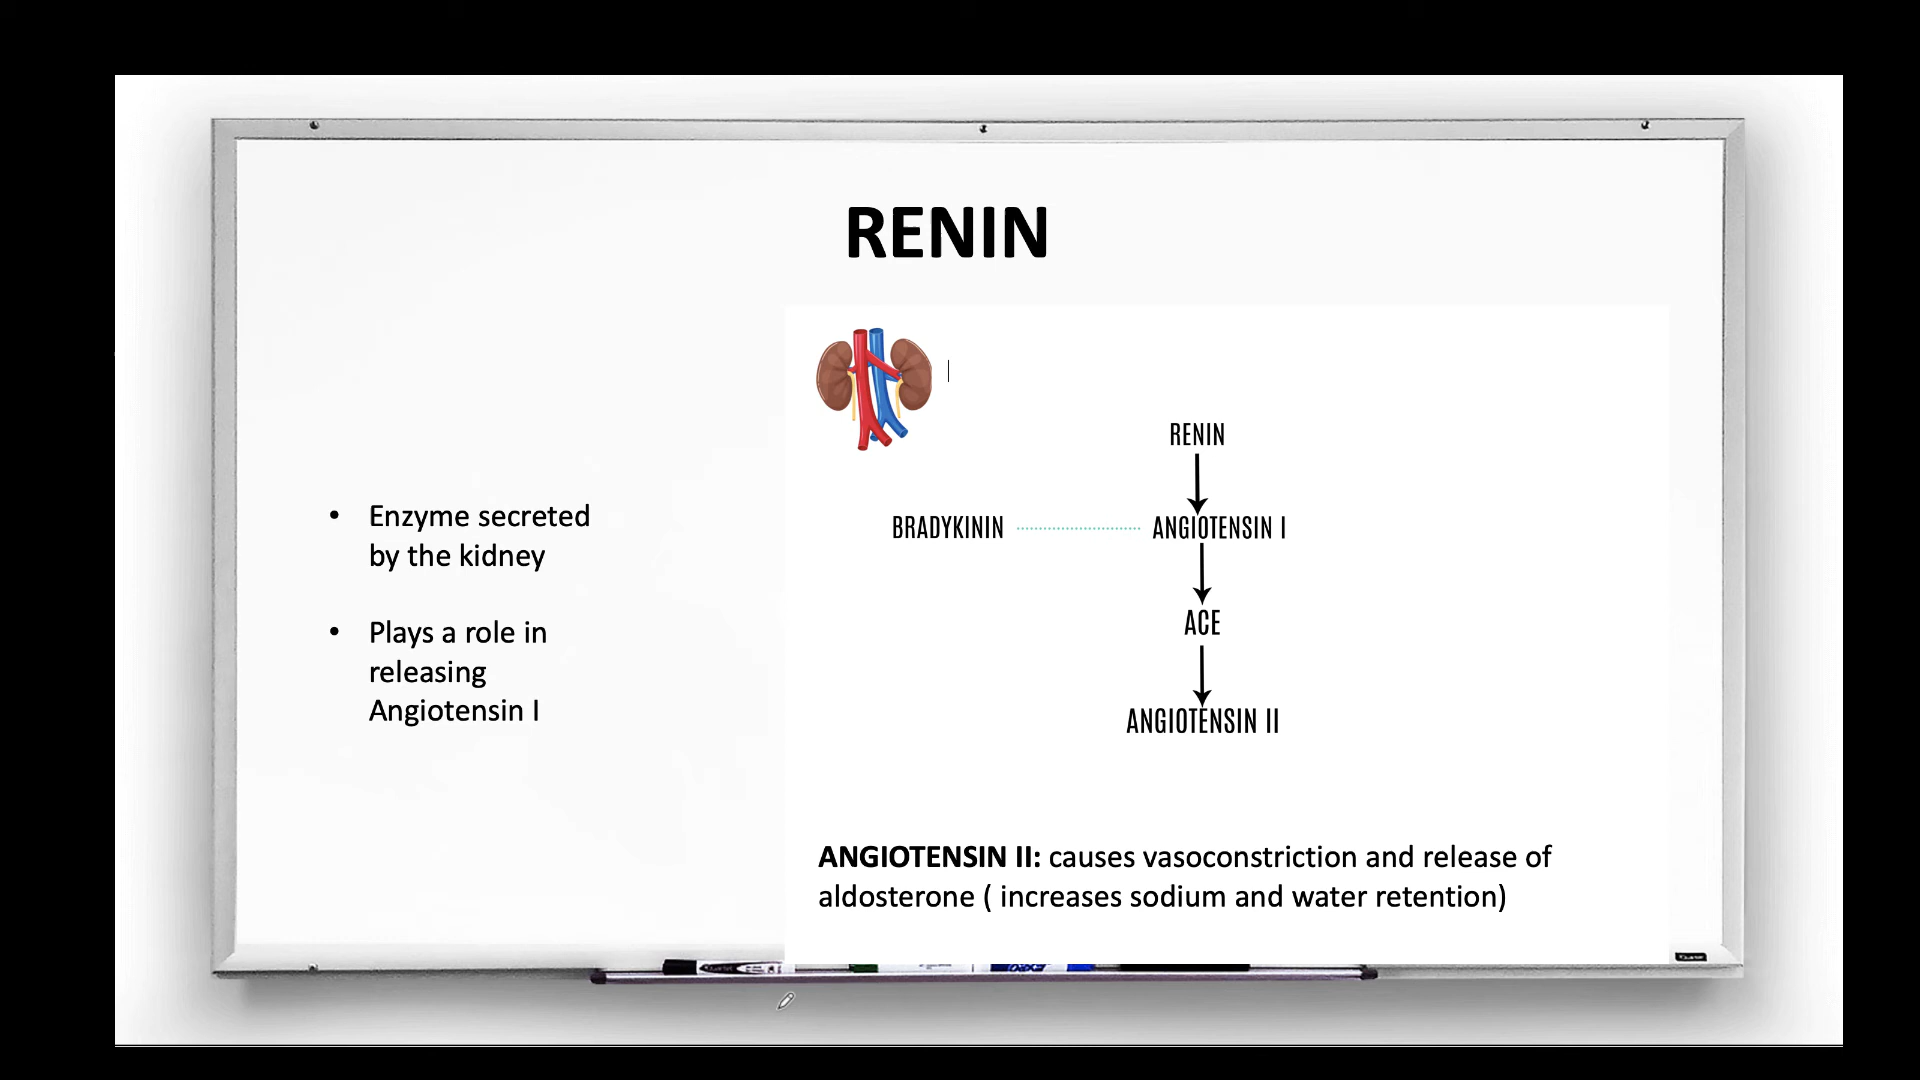 RENIN
• Enzyme secreted
by the kidney
• Plays a role in
releasing
Angiotensin I
RENIN
BRADYKININ ANGIOTENSIN I
ACE
ANGIOTENSIN II
ANGIOTENSIN II: causes vasoconstriction and release of
aldosterone ( increases sodium and water retention)